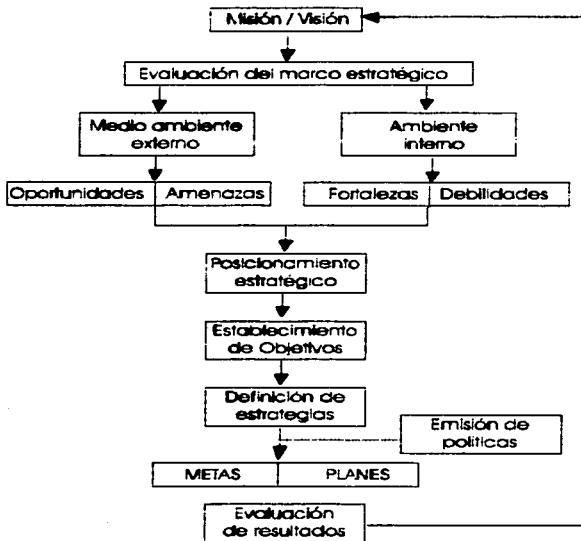 Misión / Visión
Evaluación del marco estratégico
Medio ambiente
externo
Ambiente
interno
Oportunidades Amenazas
Fortalezas Debilidades
Posicionamiento
estratégico
Establecimiento
de Objetivos
Definición de
estrategias
Emisión de
políticas
METAS PLANES
Evaluación
de resultados